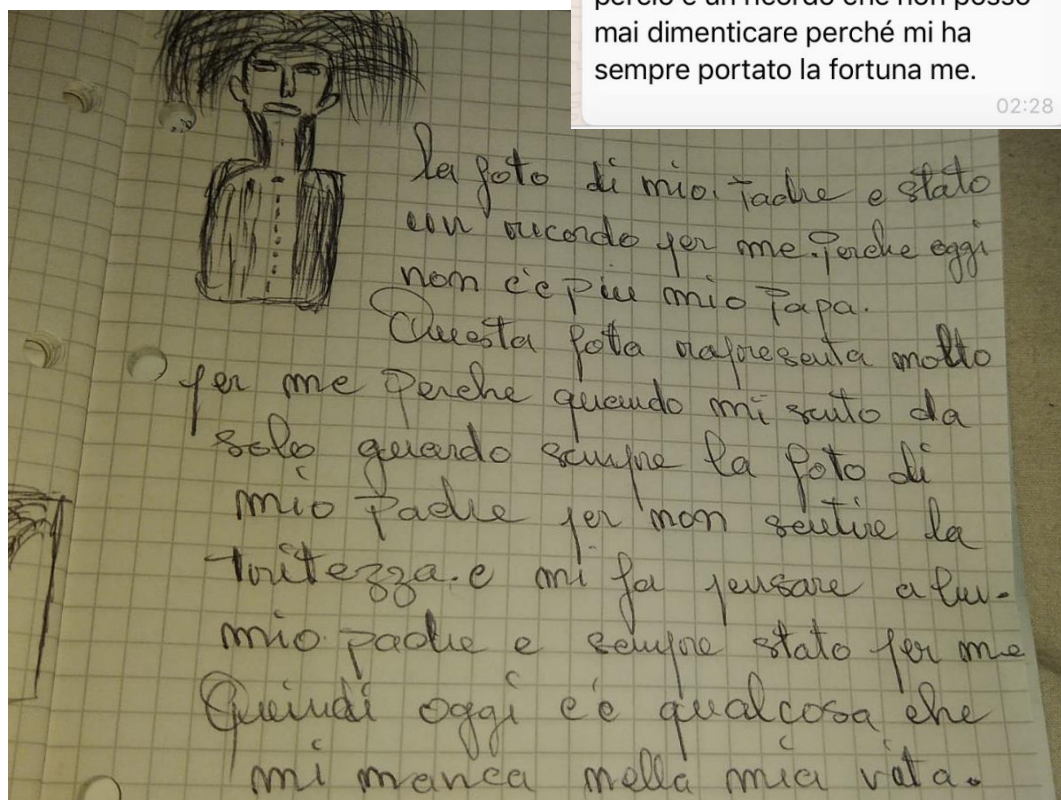 perciò è un ricordo che non posso
mai dimenticare perché mi ha
sempre portato la fortuna me.
02:28
la foto di mio. Padre e stato
un ricordo per me. Perche oggi
non c'e piu mio Papa.
Questa fota rapresenta molto
per me Perche quando mi sento da
solo guardo sempre la foto di
mio Padre per non sentire la
tritezza. e mi fa pensare a lui.
mio padre e sempre stato per me
Quindi oggi c'è qualcosa che
mi manca nella mia vita.